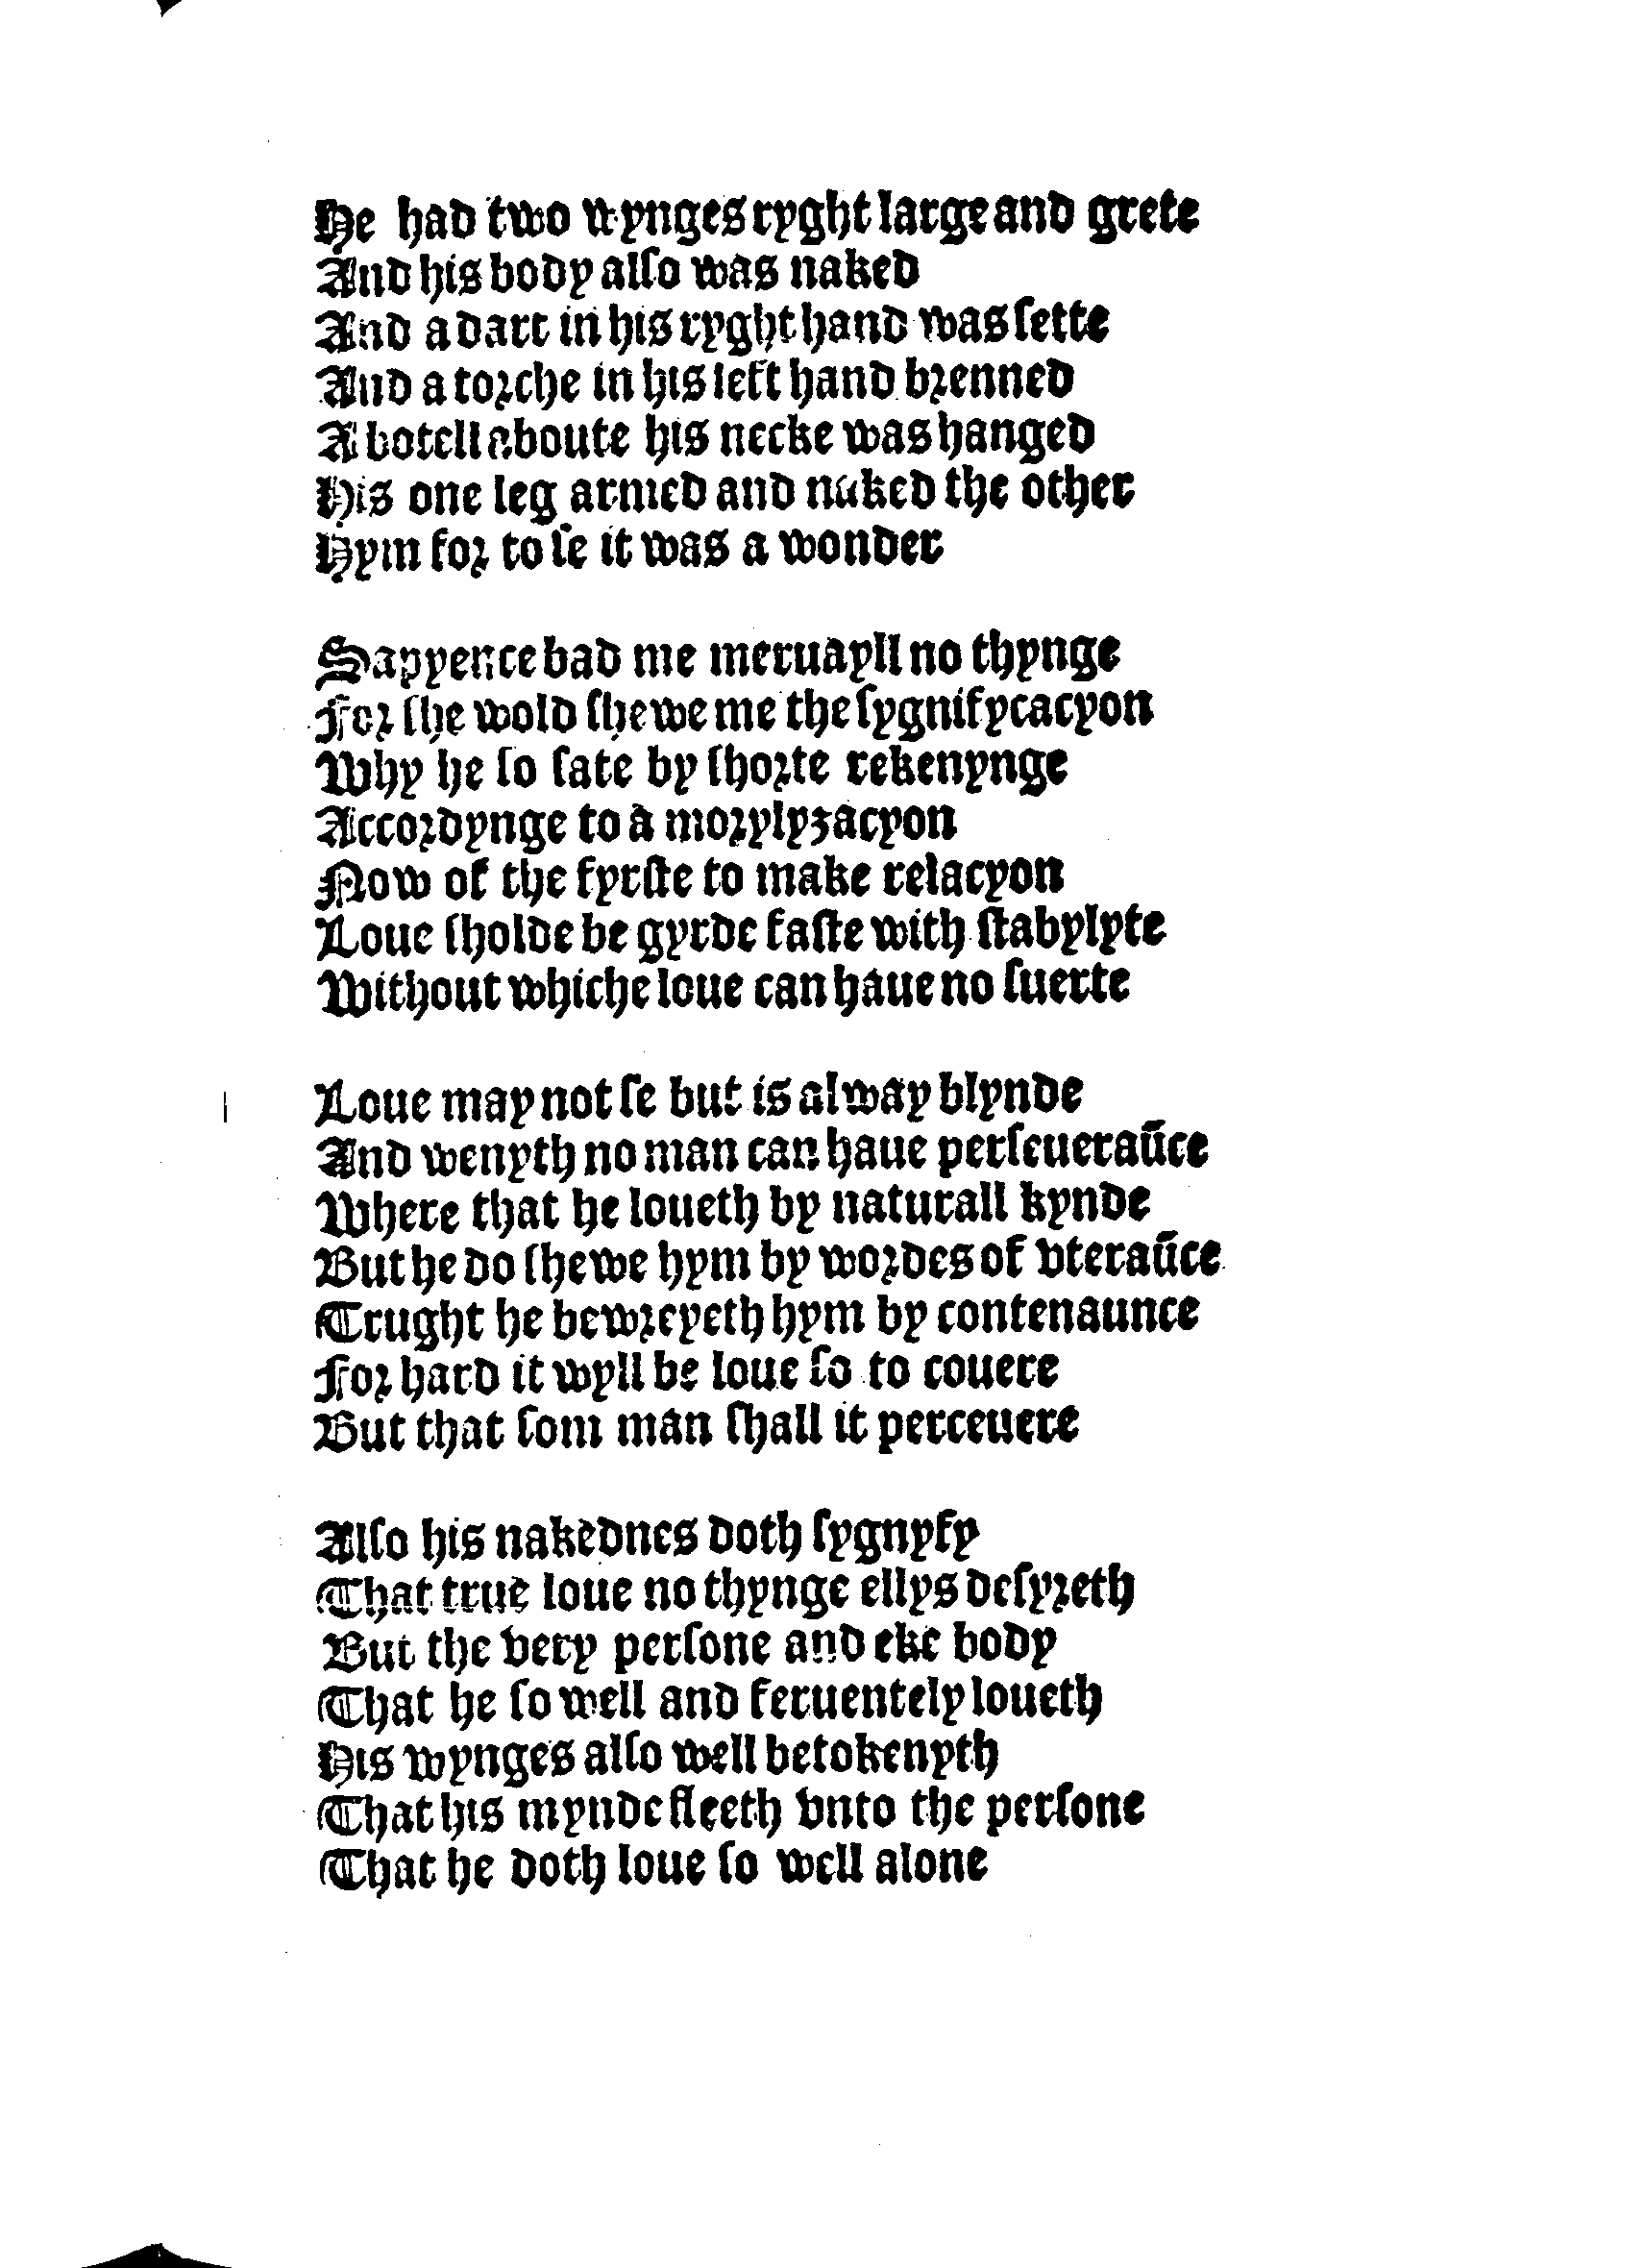 He had two wynges ryght large and grete
And his body alſo was naked
And a dart in his ryght hand was ſette
And a torche in his left hand brenned
A botell aboute his necke was hanged
His one leg armed and naked the other
Hym for to ſe it was a wonder
Sapyence bad me meruayll no thynge
For ſhe wold ſhewe me the ſygnifycacyon
Why he ſo ſate by ſhorte rekenynge
Accordynge to a morylyzacyon
Now of the fyrſte to make relacyon
Loue ſholde be gyrde faſte with ſtabylyte
Without whiche loue can haue no ſuerte
Loue may not ſe but is alway blynde
And wenyth no man can haue perſeueraūce
Where that he loueth by naturall kynde
But he do ſhewe hym by wordes of vteraūce
Trught he bewreyeth hym by contenaunce
For hard it wyll be loue ſo to couere
But that ſom man ſhall it perceuere
Alſo his nakednes doth ſygnyfy
That true loue no thynge ellys deſyreth
But the very perſone and eke body
That he ſo well and feruentely loueth
His wynges alſo well betokenyth
That his mynde fleeth vnto the perſone
That he doth loue ſo well alone